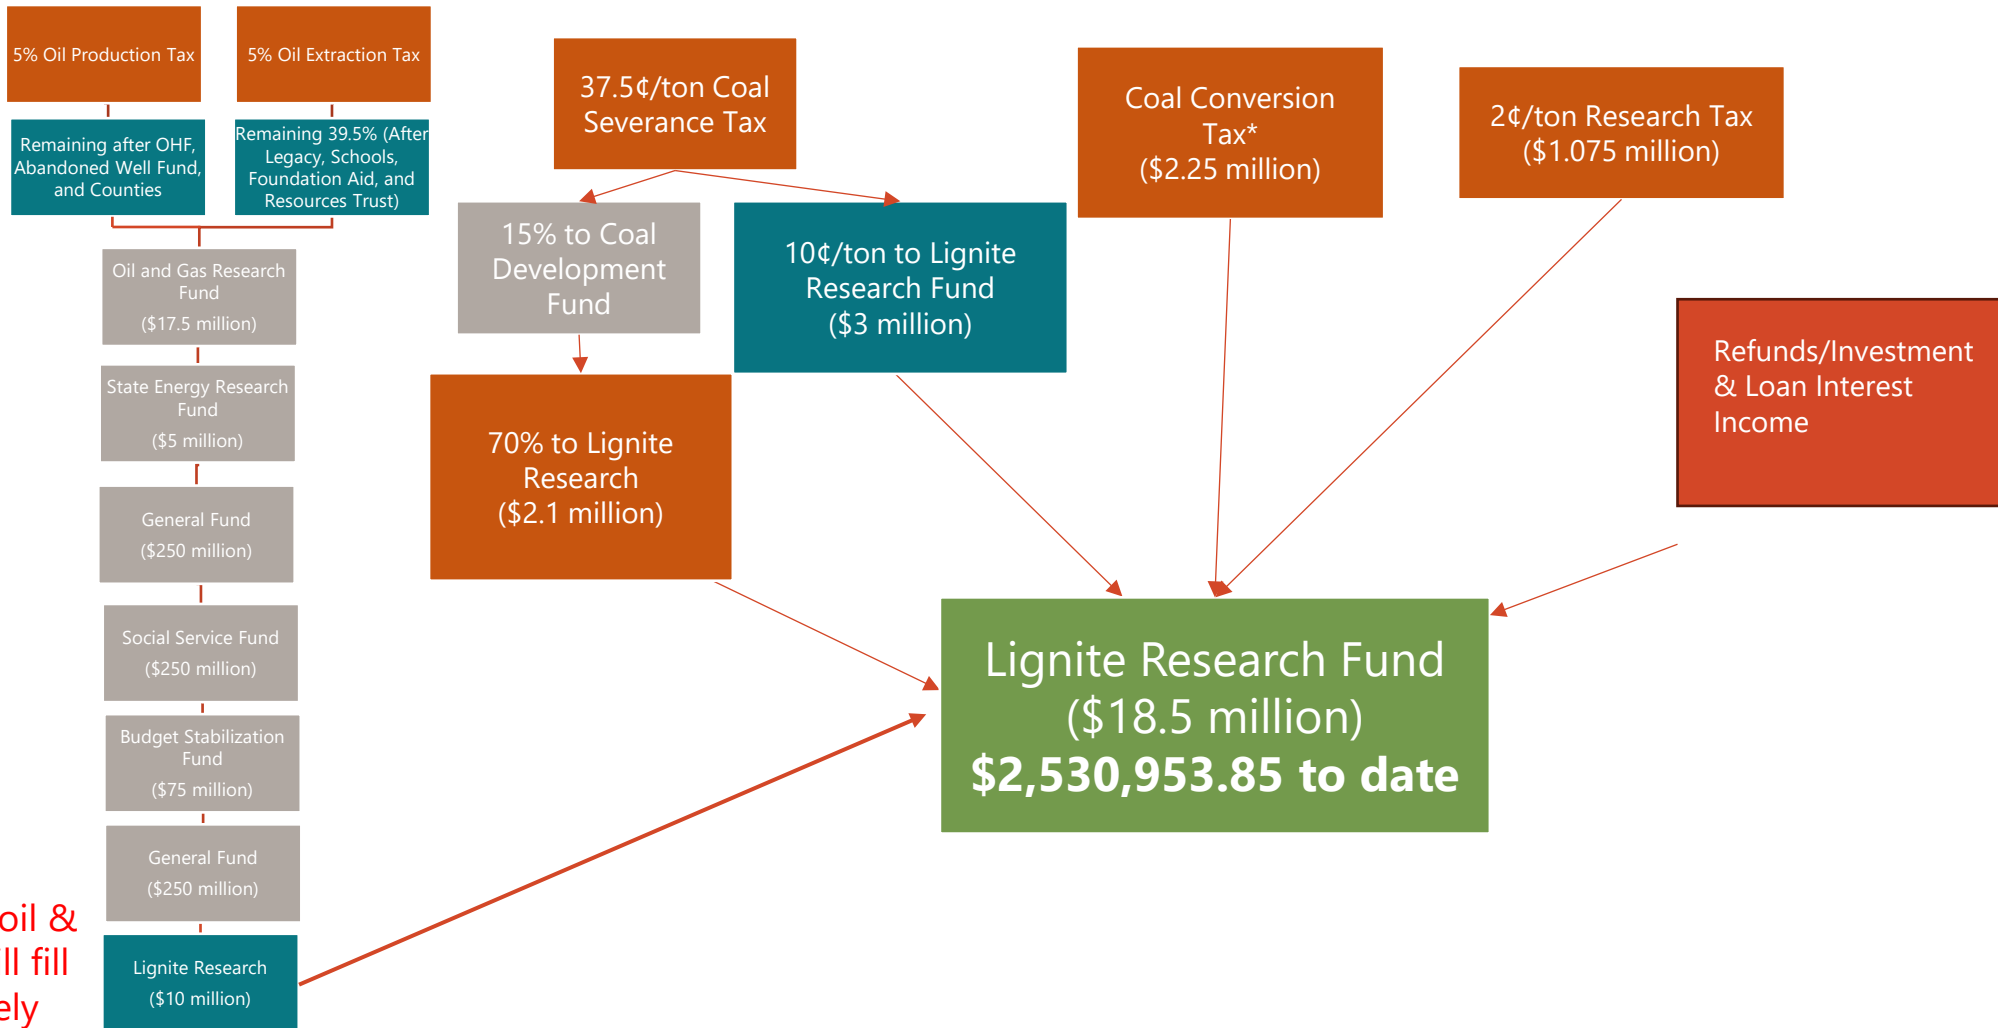 5% Oil Production Tax
5% Oil Extraction Tax
Remaining after OHF,
Abandoned Well Fund,
and Counties
Remaining 39.5% (After
Legacy, Schools,
Foundation Aid, and
Resources Trust)
Oil and Gas Research
Fund
($17.5 million)
State Energy Research
Fund
($5 million)
General Fund
($250 million)
Social Service Fund
($250 million)
Budget Stabilization
Fund
($75 million)
General Fund
($250 million)
Lignite Research
($10 million)
oil &
fill
37.5¢/ton Coal
Severance Tax
15% to Coal
Development
Fund
10¢/ton to Lignite
Research Fund
($3 million)
70% to Lignite
Research
($2.1 million)
Coal Conversion
Tax*
($2.25 million)
2¢/ton Research Tax
($1.075 million)
Refunds/Investment
& Loan Interest
Income
Lignite Research Fund
($18.5 million)
$2,530,953.85 to date